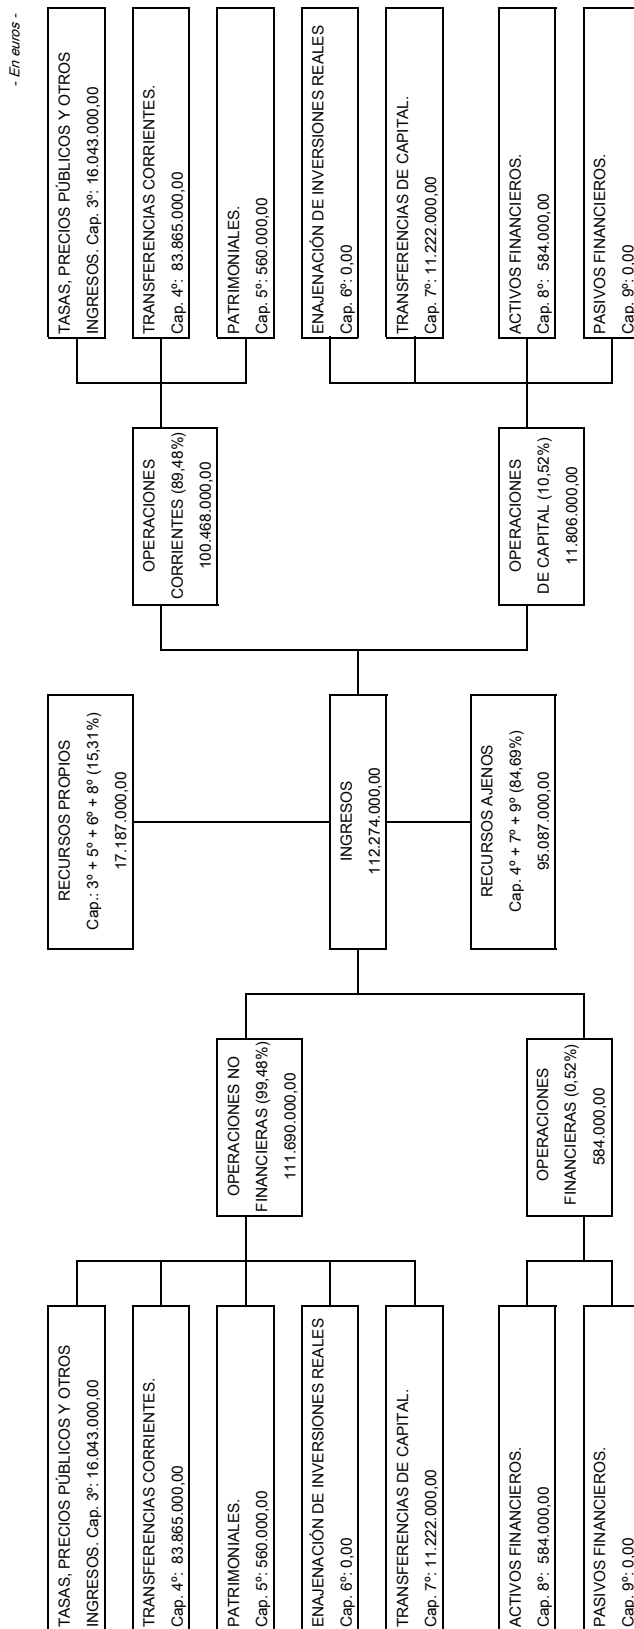 - En euros -
TASAS, PRECIOS PÚBLICOS Y OTROS
INGRESOS. Cap. 3º: 16.043.000,00
TRANSFERENCIAS CORRIENTES.
Cap. 4º: 83.865.000,00
PATRIMONIALES.
Cap. 5º: 560.000,00
ENAJENACIÓN DE INVERSIONES REALES
Cap. 6º: 0,00
TRANSFERENCIAS DE CAPITAL.
Cap. 7º: 11.222.000,00
ACTIVOS FINANCIEROS.
Cap. 8º: 584.000,00
PASIVOS FINANCIEROS.
Cap. 9º: 0.00
OPERACIONES NO
FINANCIERAS (99,48%)
111.690.000,00
OPERACIONES
FINANCIERAS (0,52%)
584.000,00
RECURSOS PROPIOS
Cap.: 3º + 5º + 6º + 8º (15,31%)
17.187.000,00
INGRESOS
112.274.000,00
RECURSOS AJENOS
Cap. 4º + 7º + 9º (84,69%)
95.087.000,00
OPERACIONES
CORRIENTES (89,48%)
100.468.000,00
OPERACIONES
DE CAPITAL (10,52%)
11.806.000,00
TASAS, PRECIOS PÚBLICOS Y OTROS
INGRESOS. Cap. 3º: 16.043.000,00
TRANSFERENCIAS CORRIENTES.
Cap. 4º: 83.865.000,00
PATRIMONIALES.
Cap. 5º: 560.000,00
ENAJENACIÓN DE INVERSIONES REALES
Cap. 6º: 0,00
TRANSFERENCIAS DE CAPITAL.
Cap. 7º: 11.222.000,00
ACTIVOS FINANCIEROS.
Cap. 8º: 584.000,00
PASIVOS FINANCIEROS.
Cap. 9º: 0.00